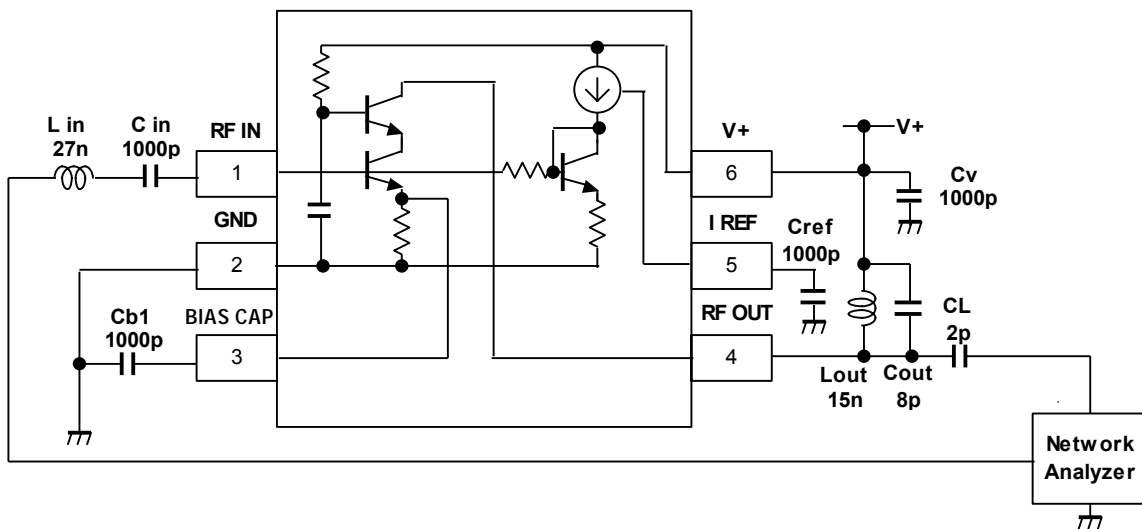 L in
27n
C in
1000p
RF IN
1
GND
2
Cb1
1000p
BIAS CAP
3
V+
6
I REF
5
RF OUT
4
V+
Cv
1000p
Cref
1000p
Lout
15n
Cout
8p
CL
2p
Network
Analyzer